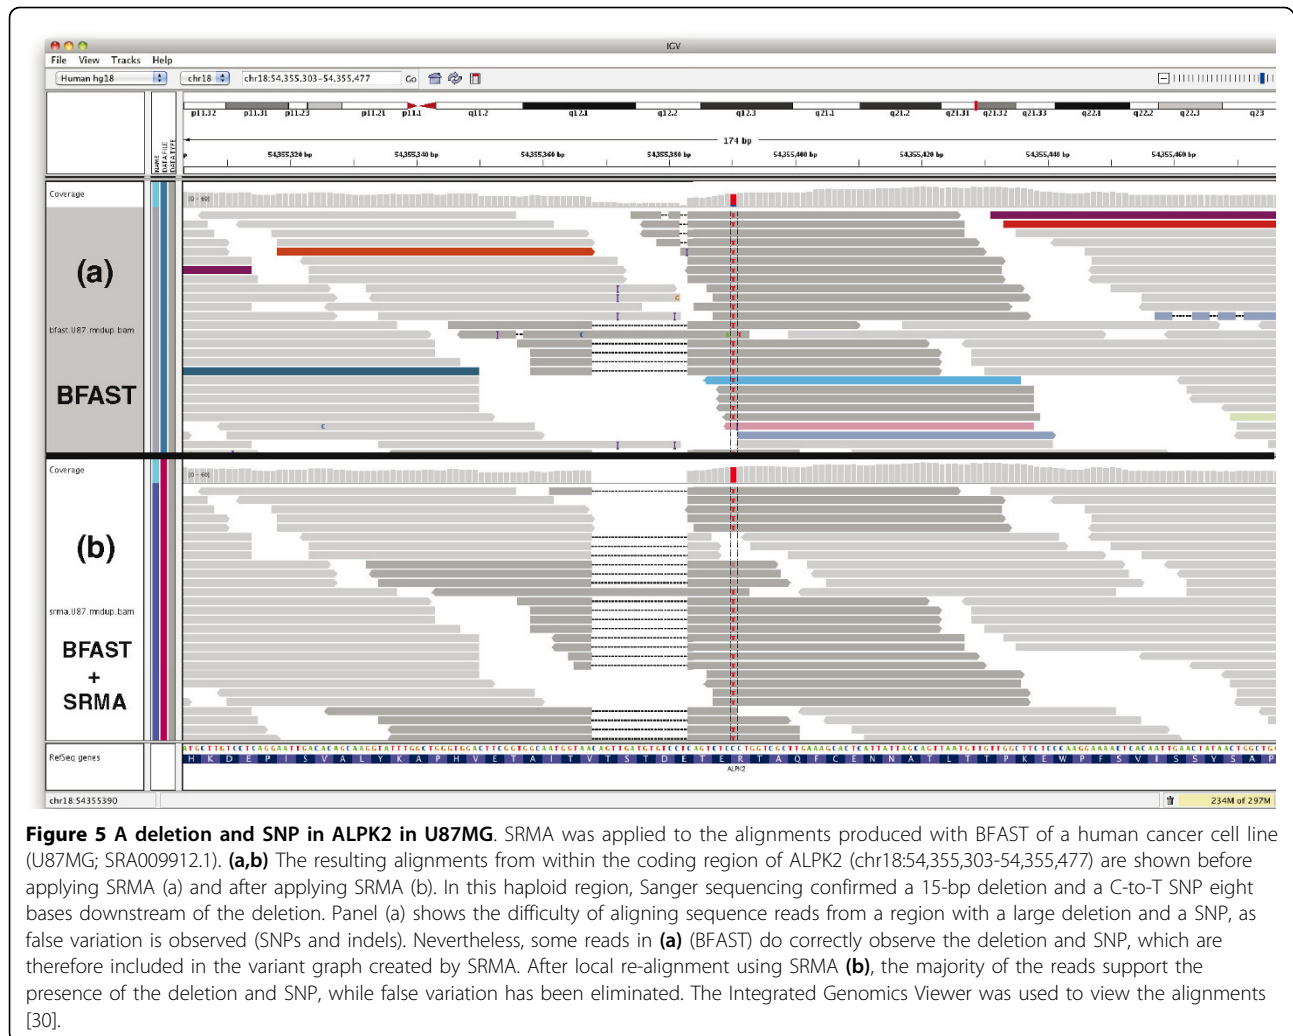 IGV
File View Tracks Help
Human hg18 chr18 chr18:54,355,303-54,355,477 Go
p11.32 p11.31 p11.23 p11.21 p11.1 q11.2 q12.1 q12.3 q21.1 q21.2 q21.31 q21.32 q21.33 q22.1 q22.2 q22.3 q23
174 bp
54,355,320 bp 54,355,340 bp 54,355,360 bp 54,355,380 bp 54,355,400 bp 54,355,420 bp 54,355,440 bp 54,355,460 bp
NAME
DATA FILE
DATA TYPE
Coverage
[0 - 60]
(a)
bfast.U87.rmdup.bam
BFAST
Coverage
[0 - 60]
(b)
srma.U87.rmdup.bam
BFAST
+
SRMA
RefSeq genes
H K D E P I S V A L Y K A P H V E T A I T V T S T D E T E R T A Q F C E N N A T L T T P K E W P F S V I S S Y S A P
ALPK2
chr18:54355390
234M of 297M
Figure 5 A deletion and SNP in ALPK2 in U87MG. SRMA was applied to the alignments produced with BFAST of a human cancer cell line
(U87MG; SRA009912.1). (a,b) The resulting alignments from within the coding region of ALPK2 (chr18:54,355,303-54,355,477) are shown before
applying SRMA (a) and after applying SRMA (b). In this haploid region, Sanger sequencing confirmed a 15-bp deletion and a C-to-T SNP eight
bases downstream of the deletion. Panel (a) shows the difficulty of aligning sequence reads from a region with a large deletion and a SNP, as
false variation is observed (SNPs and indels). Nevertheless, some reads in (a) (BFAST) do correctly observe the deletion and SNP, which are
therefore included in the variant graph created by SRMA. After local re-alignment using SRMA (b), the majority of the reads support the
presence of the deletion and SNP, while false variation has been eliminated. The Integrated Genomics Viewer was used to view the alignments
[30].